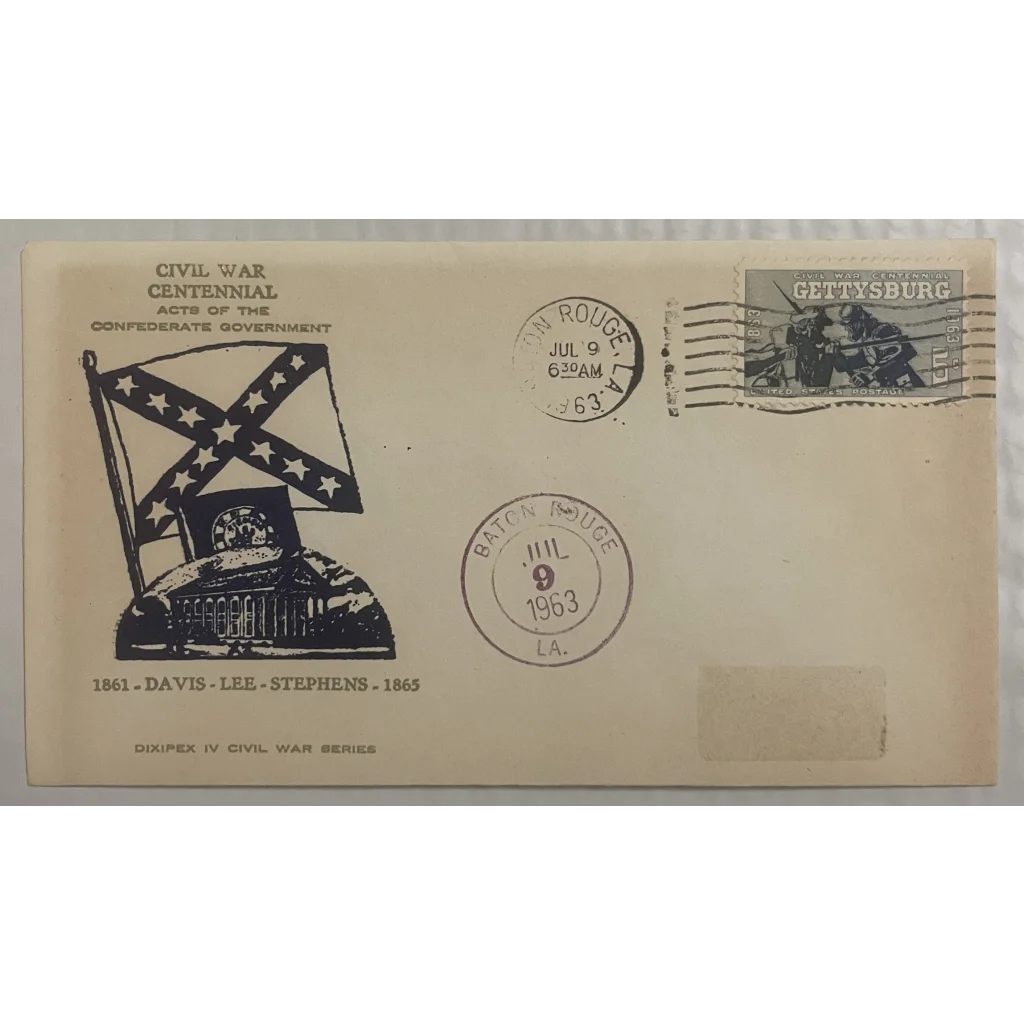 CIVIL WAR
CENTENNIAL
ACTS OF THE
CONFEDERATE GOVERNMENT
1861 - DAVIS - LEE - STEPHENS - 1865
DIXIPEX IV CIVIL WAR SERIES
ROUGE, LA.
JUL 9
6 30 AM
1963
BATON ROUGE
JUL
9
1963
LA.
CIVIL WAR CENTENNIAL
GETTYSBURG
1863
1963
UNITED STATES POSTAGE